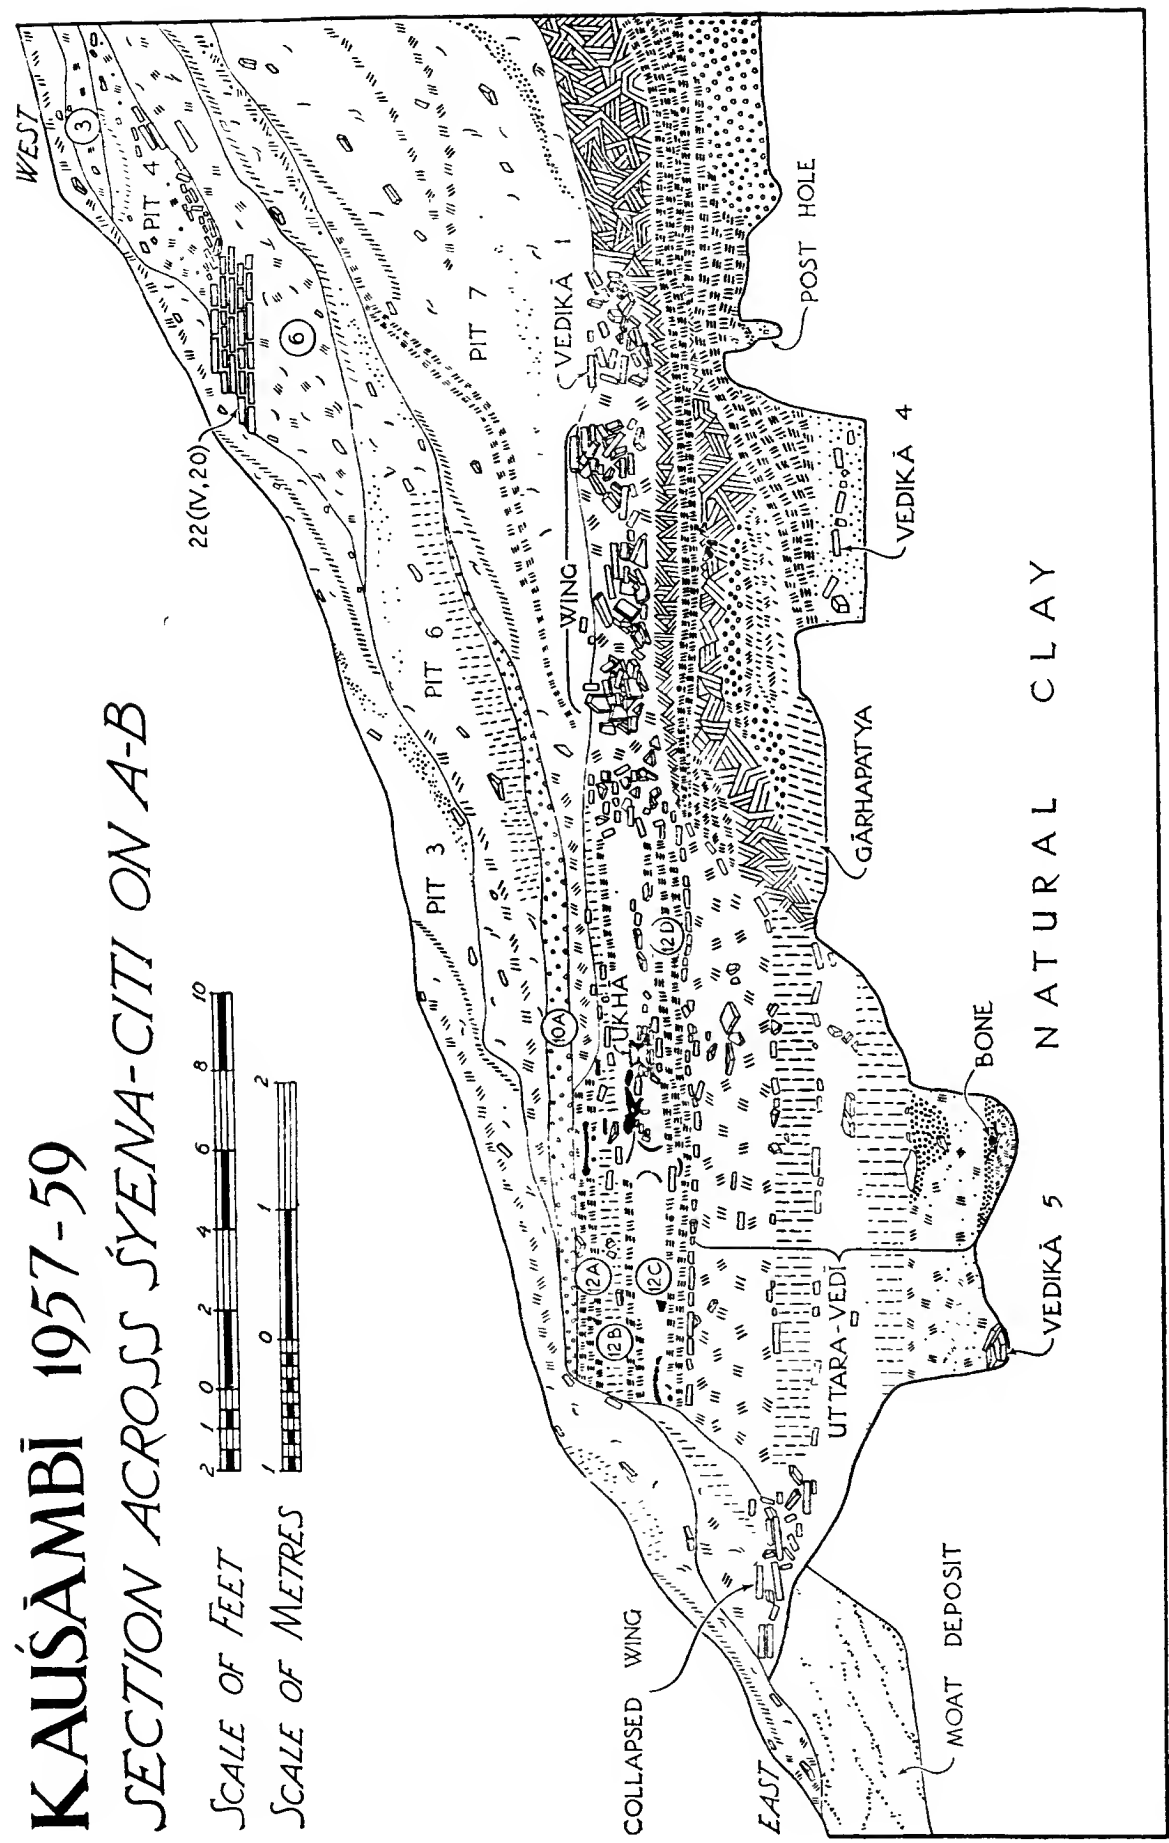 KAUŚĀMBĪ 1957-59
SECTION ACROSS ŚYENA-CITI ON A-B
SCALE OF FEET
2 1 0 2 4 6 8 10
SCALE OF METRES
1 0 1 2
WEST
3
PIT 4
22 (IV, 20)
6
PIT 3
PIT 6
PIT 7
10A
WING
VEDIKĀ 1
12A
12B
12C
UKHĀ
12D
POST HOLE
COLLAPSED WING
EAST
UTTARA-VEDI
GĀRHAPATYA
VEDIKĀ 4
MOAT DEPOSIT
BONE
VEDIKĀ 5
NATURAL CLAY